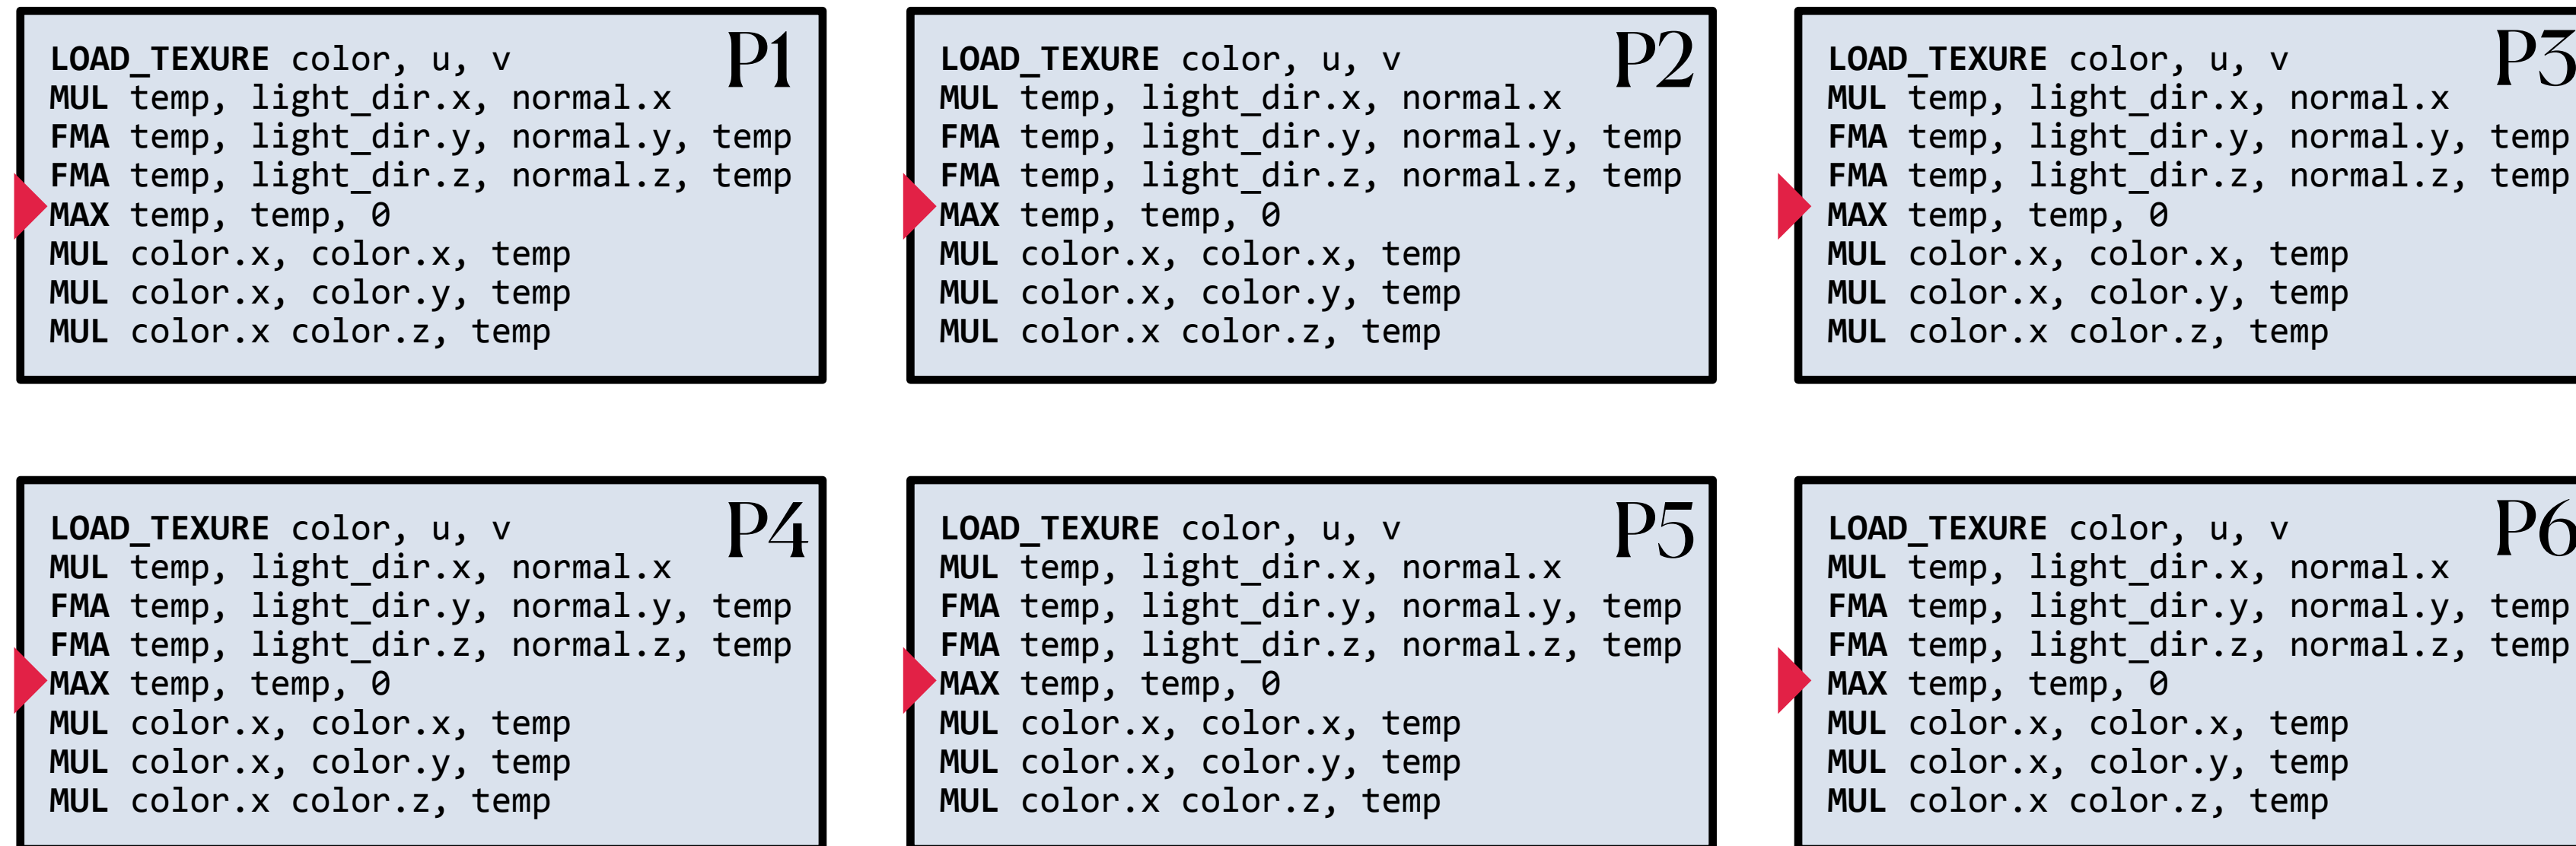 P1
LOAD_TEXURE color, u, v
MUL temp, light_dir.x, normal.x
FMA temp, light_dir.y, normal.y, temp
FMA temp, light_dir.z, normal.z, temp
MAX temp, temp, 0
MUL color.x, color.x, temp
MUL color.x, color.y, temp
MUL color.x color.z, temp
P2
LOAD_TEXURE color, u, v
MUL temp, light_dir.x, normal.x
FMA temp, light_dir.y, normal.y, temp
FMA temp, light_dir.z, normal.z, temp
MAX temp, temp, 0
MUL color.x, color.x, temp
MUL color.x, color.y, temp
MUL color.x color.z, temp
P3
LOAD_TEXURE color, u, v
MUL temp, light_dir.x, normal.x
FMA temp, light_dir.y, normal.y, temp
FMA temp, light_dir.z, normal.z, temp
MAX temp, temp, 0
MUL color.x, color.x, temp
MUL color.x, color.y, temp
MUL color.x color.z, temp
P4
LOAD_TEXURE color, u, v
MUL temp, light_dir.x, normal.x
FMA temp, light_dir.y, normal.y, temp
FMA temp, light_dir.z, normal.z, temp
MAX temp, temp, 0
MUL color.x, color.x, temp
MUL color.x, color.y, temp
MUL color.x color.z, temp
P5
LOAD_TEXURE color, u, v
MUL temp, light_dir.x, normal.x
FMA temp, light_dir.y, normal.y, temp
FMA temp, light_dir.z, normal.z, temp
MAX temp, temp, 0
MUL color.x, color.x, temp
MUL color.x, color.y, temp
MUL color.x color.z, temp
P6
LOAD_TEXURE color, u, v
MUL temp, light_dir.x, normal.x
FMA temp, light_dir.y, normal.y, temp
FMA temp, light_dir.z, normal.z, temp
MAX temp, temp, 0
MUL color.x, color.x, temp
MUL color.x, color.y, temp
MUL color.x color.z, temp